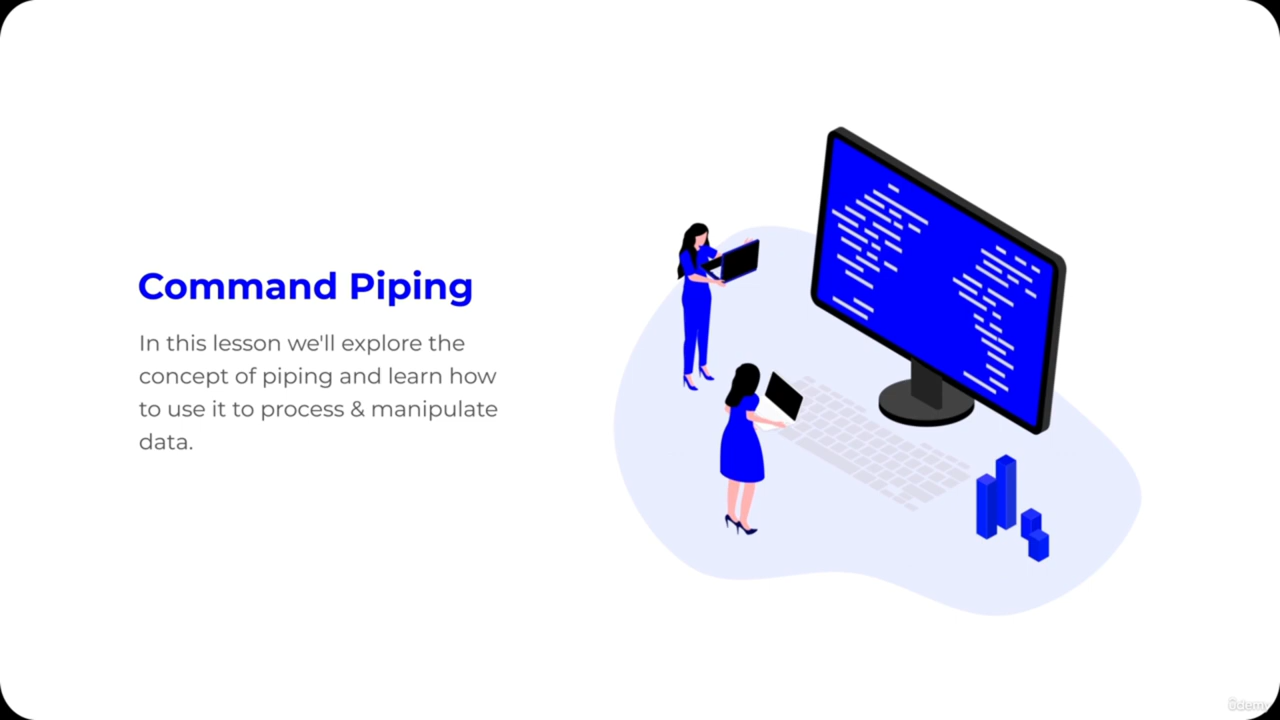 Command Piping
In this lesson we'll explore the
concept of piping and learn how
to use it to process & manipulate
data.
ûdemy